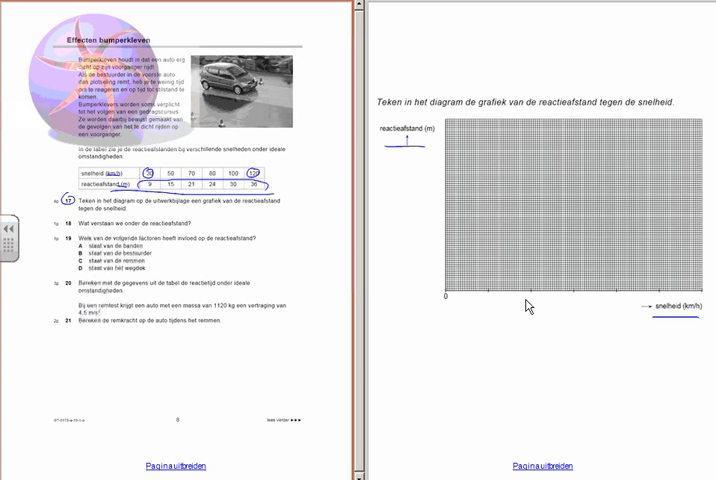 Effecten bumperkleven
Bumperkleven houdt in dat een auto erg
dicht op zijn voorganger rijdt.
Als de bestuurder in de voorste auto
dan plotseling remt, heb je te weinig tijd
om te reageren en op tijd tot stilstand te
komen.
Bumperklevers worden soms verplicht
tot het volgen van een gedragscursus.
Ze worden daarbij bewust gemaakt van
de gevolgen van het te dicht rijden op
een voorganger.
In de tabel zie je de reactieafstanden bij verschillende snelheden onder ideale
omstandigheden.
snelheid (km/h) 30 50 70 80 100 120
reactieafstand (m) 9 15 21 24 30 36
4p 17 Teken in het diagram op de uitwerkbijlage een grafiek van de reactieafstand
tegen de snelheid.
1p 18 Wat verstaan we onder de reactieafstand?
1p 19 Welk van de volgende factoren heeft invloed op de reactieafstand?
A staat van de banden
B staat van de bestuurder
C staat van de remmen
D staat van het wegdek
3p 20 Bereken met de gegevens uit de tabel de reactietijd onder ideale
omstandigheden.
Bij een remtest krijgt een auto met een massa van 1120 kg een vertraging van
4,5 m/s².
2p 21 Bereken de remkracht op de auto tijdens het remmen.
8
lees verder ►►►
Pagina uitbreiden
Teken in het diagram de grafiek van de reactieafstand tegen de snelheid.
reactieafstand (m)
0
snelheid (km/h)
Pagina uitbreiden